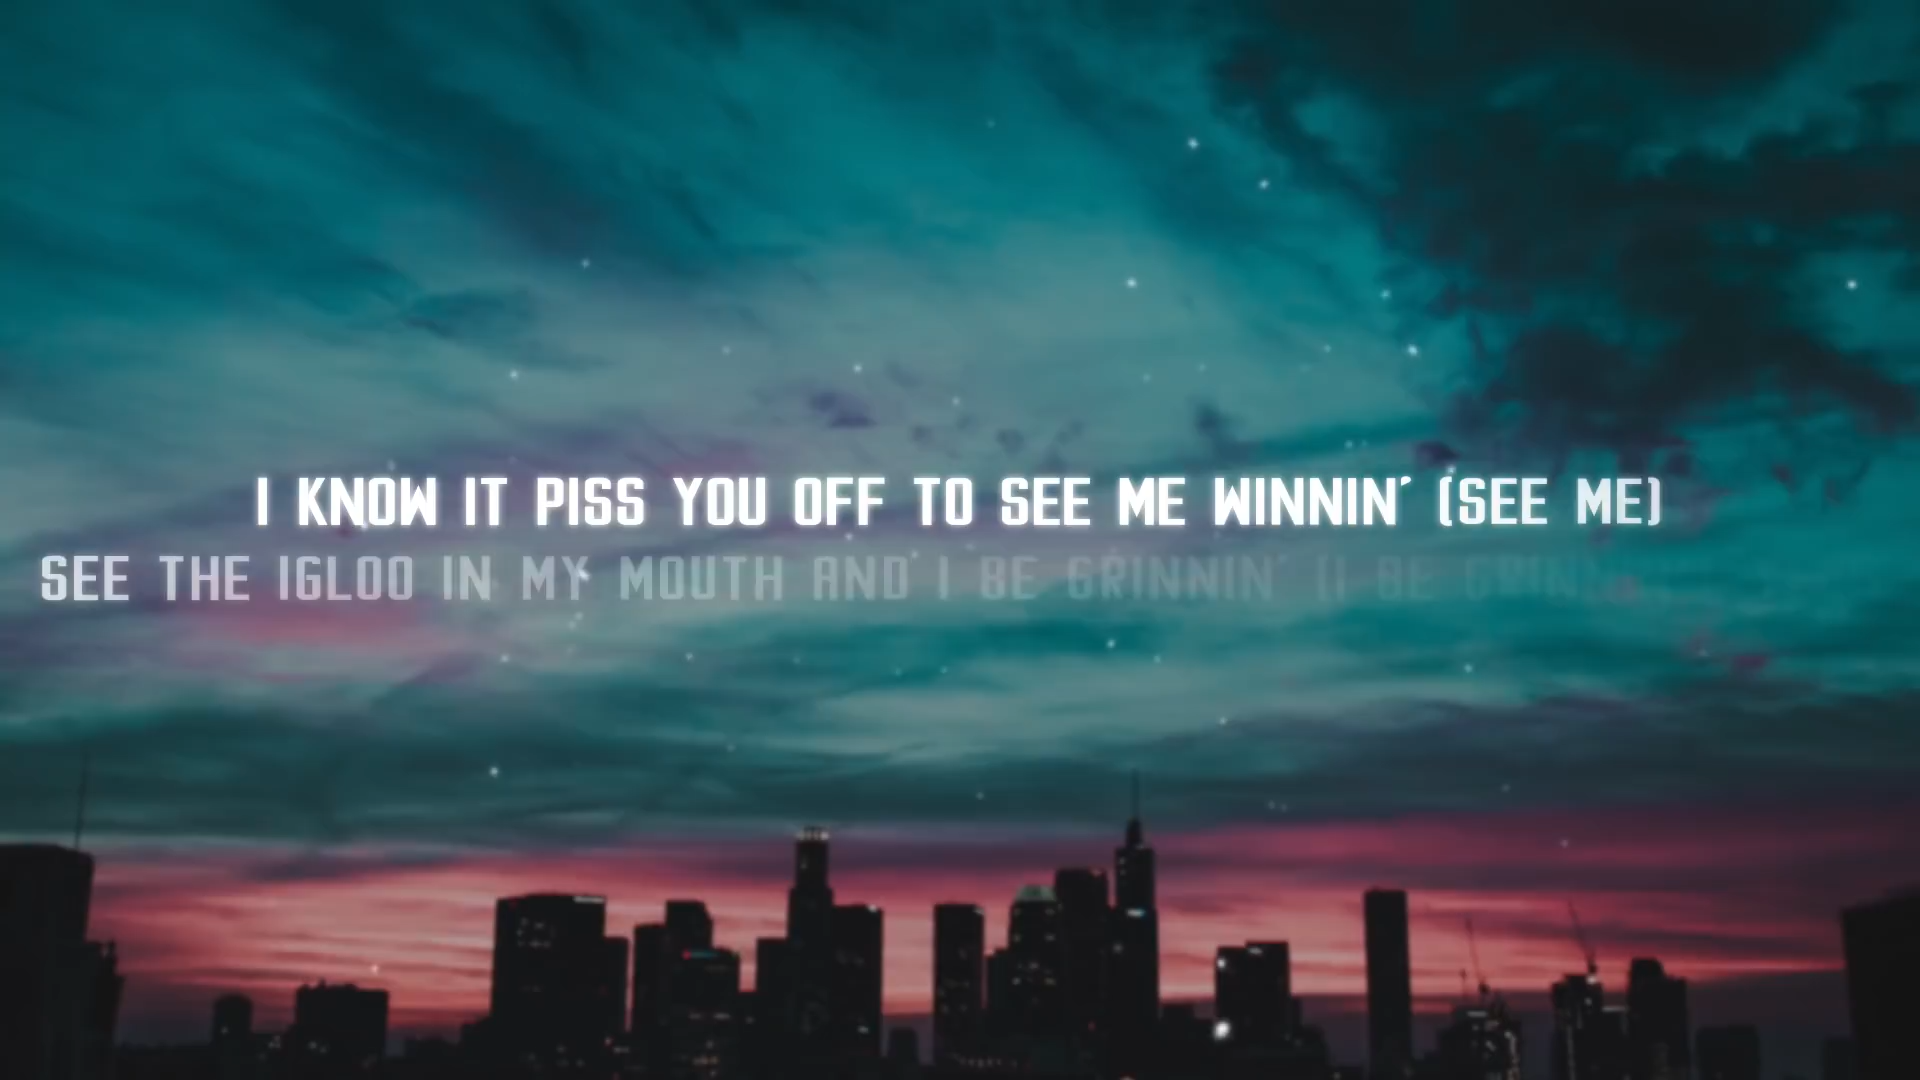 I KNOW IT PISS YOU OFF TO SEE ME WINNIN' (SEE ME)
SEE THE IGLOO IN MY MOUTH AND I BE GRINNIN' (I BE